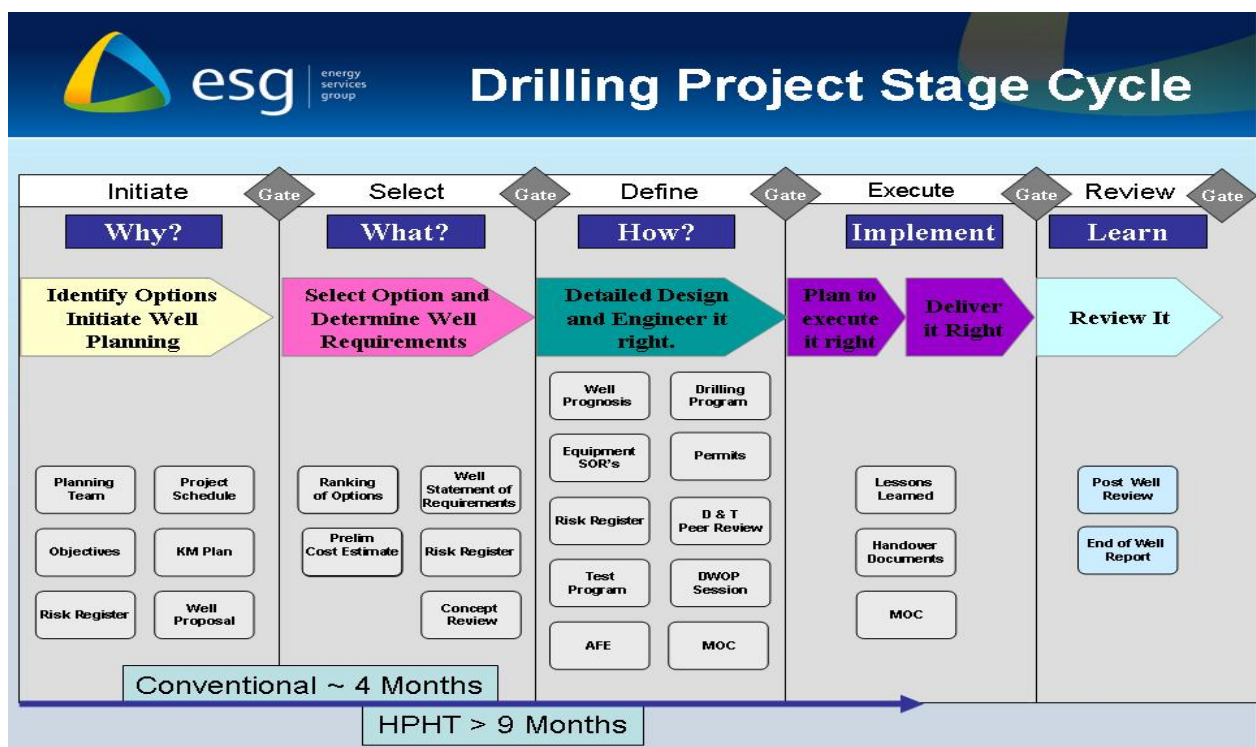 esg
energy
services
group
Drilling Project Stage Cycle
Initiate
Gate
Select
Gate
Define
Gate
Execute
Gate
Review
Gate
Why?
What?
How?
Implement
Learn
Identify Options
Initiate Well
Planning
Select Option and
Determine Well
Requirements
Detailed Design
and Engineer it
right.
Plan to
execute
it right
Deliver
it Right
Review It
Planning
Team
Project
Schedule
Objectives
KM Plan
Risk Register
Well
Proposal
Ranking
of Options
Well
Statement of
Requirements
Prelim
Cost Estimate
Risk Register
Concept
Review
Well
Prognosis
Drilling
Program
Equipment
SOR's
Permits
Risk Register
D & T
Peer Review
Test
Program
DWOP
Session
AFE
MOC
Lessons
Learned
Handover
Documents
MOC
Post Well
Review
End of Well
Report
Conventional ~ 4 Months
HPHT > 9 Months